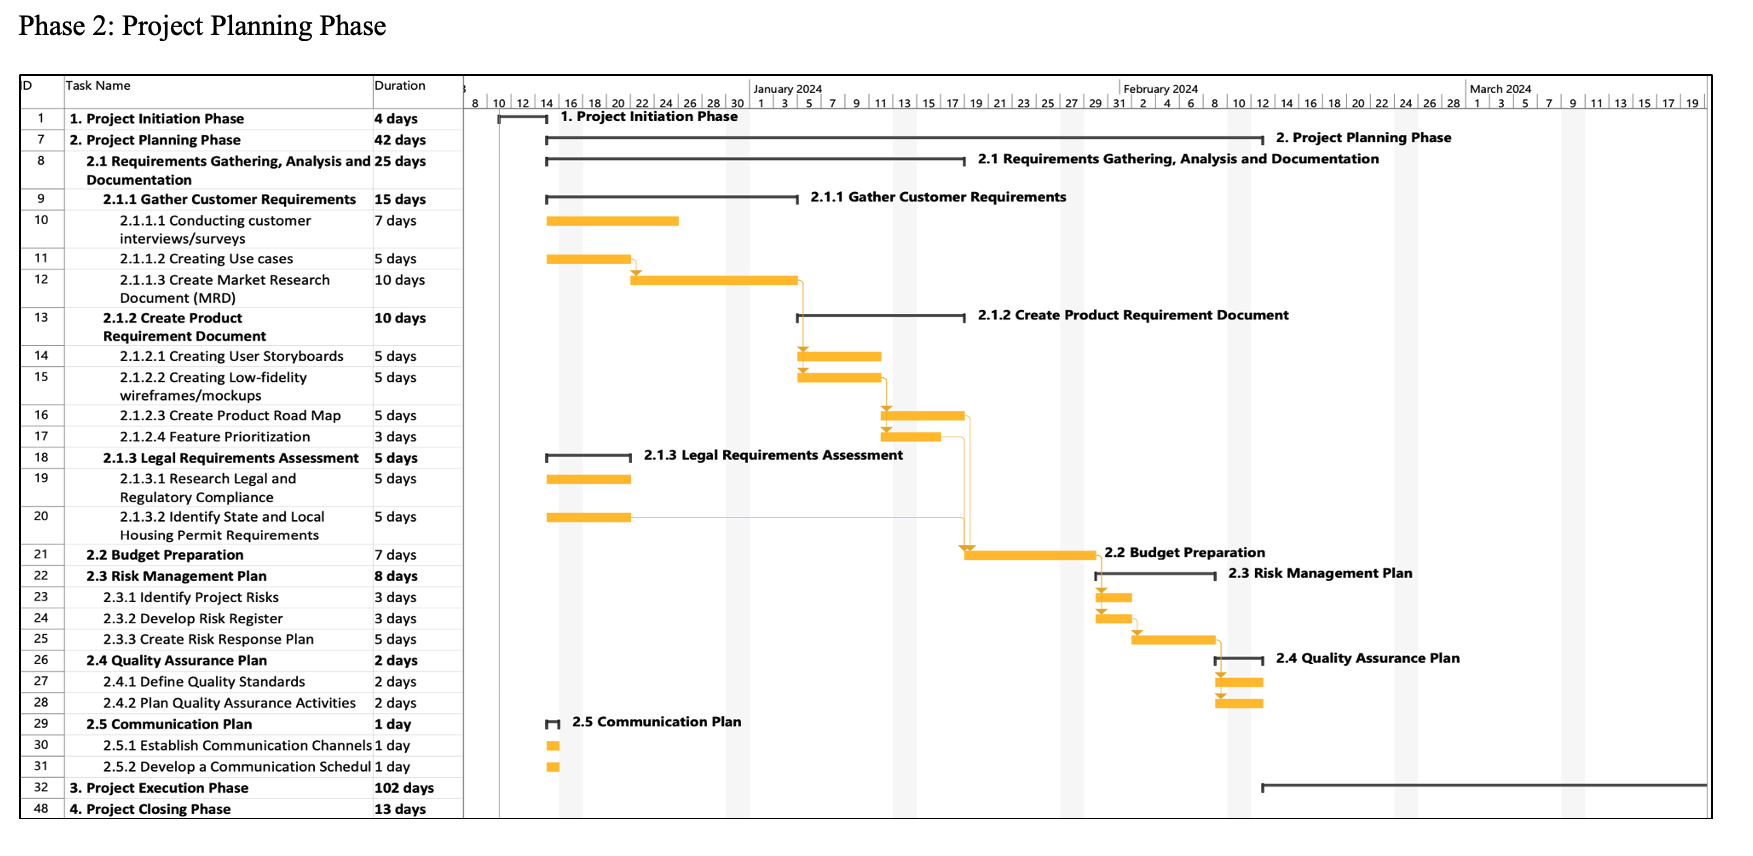 Phase 2: Project Planning Phase
ID Task Name Duration
January 2024 February 2024 March 2024
8 10 12 14 16 18 20 22 24 26 28 30 1 3 5 7 9 11 13 15 17 19 21 23 25 27 29 31 2 4 6 8 10 12 14 16 18 20 22 24 26 28 1 3 5 7 9 11 13 15 17 19
1 1. Project Initiation Phase 4 days 1. Project Initiation Phase
7 2. Project Planning Phase 42 days 2. Project Planning Phase
8 2.1 Requirements Gathering, Analysis and 25 days 2.1 Requirements Gathering, Analysis and Documentation
Documentation
9 2.1.1 Gather Customer Requirements 15 days 2.1.1 Gather Customer Requirements
10 2.1.1.1 Conducting customer 7 days
interviews/surveys
11 2.1.1.2 Creating Use cases 5 days
12 2.1.1.3 Create Market Research 10 days
Document (MRD)
13 2.1.2 Create Product 10 days 2.1.2 Create Product Requirement Document
Requirement Document
14 2.1.2.1 Creating User Storyboards 5 days
15 2.1.2.2 Creating Low-fidelity 5 days
wireframes/mockups
16 2.1.2.3 Create Product Road Map 5 days
17 2.1.2.4 Feature Prioritization 3 days
18 2.1.3 Legal Requirements Assessment 5 days 2.1.3 Legal Requirements Assessment
19 2.1.3.1 Research Legal and 5 days
Regulatory Compliance
20 2.1.3.2 Identify State and Local 5 days
Housing Permit Requirements
21 2.2 Budget Preparation 7 days 2.2 Budget Preparation
22 2.3 Risk Management Plan 8 days 2.3 Risk Management Plan
23 2.3.1 Identify Project Risks 3 days
24 2.3.2 Develop Risk Register 3 days
25 2.3.3 Create Risk Response Plan 5 days
26 2.4 Quality Assurance Plan 2 days 2.4 Quality Assurance Plan
27 2.4.1 Define Quality Standards 2 days
28 2.4.2 Plan Quality Assurance Activities 2 days
29 2.5 Communication Plan 1 day 2.5 Communication Plan
30 2.5.1 Establish Communication Channels 1 day
31 2.5.2 Develop a Communication Schedul 1 day
32 3. Project Execution Phase 102 days
48 4. Project Closing Phase 13 days